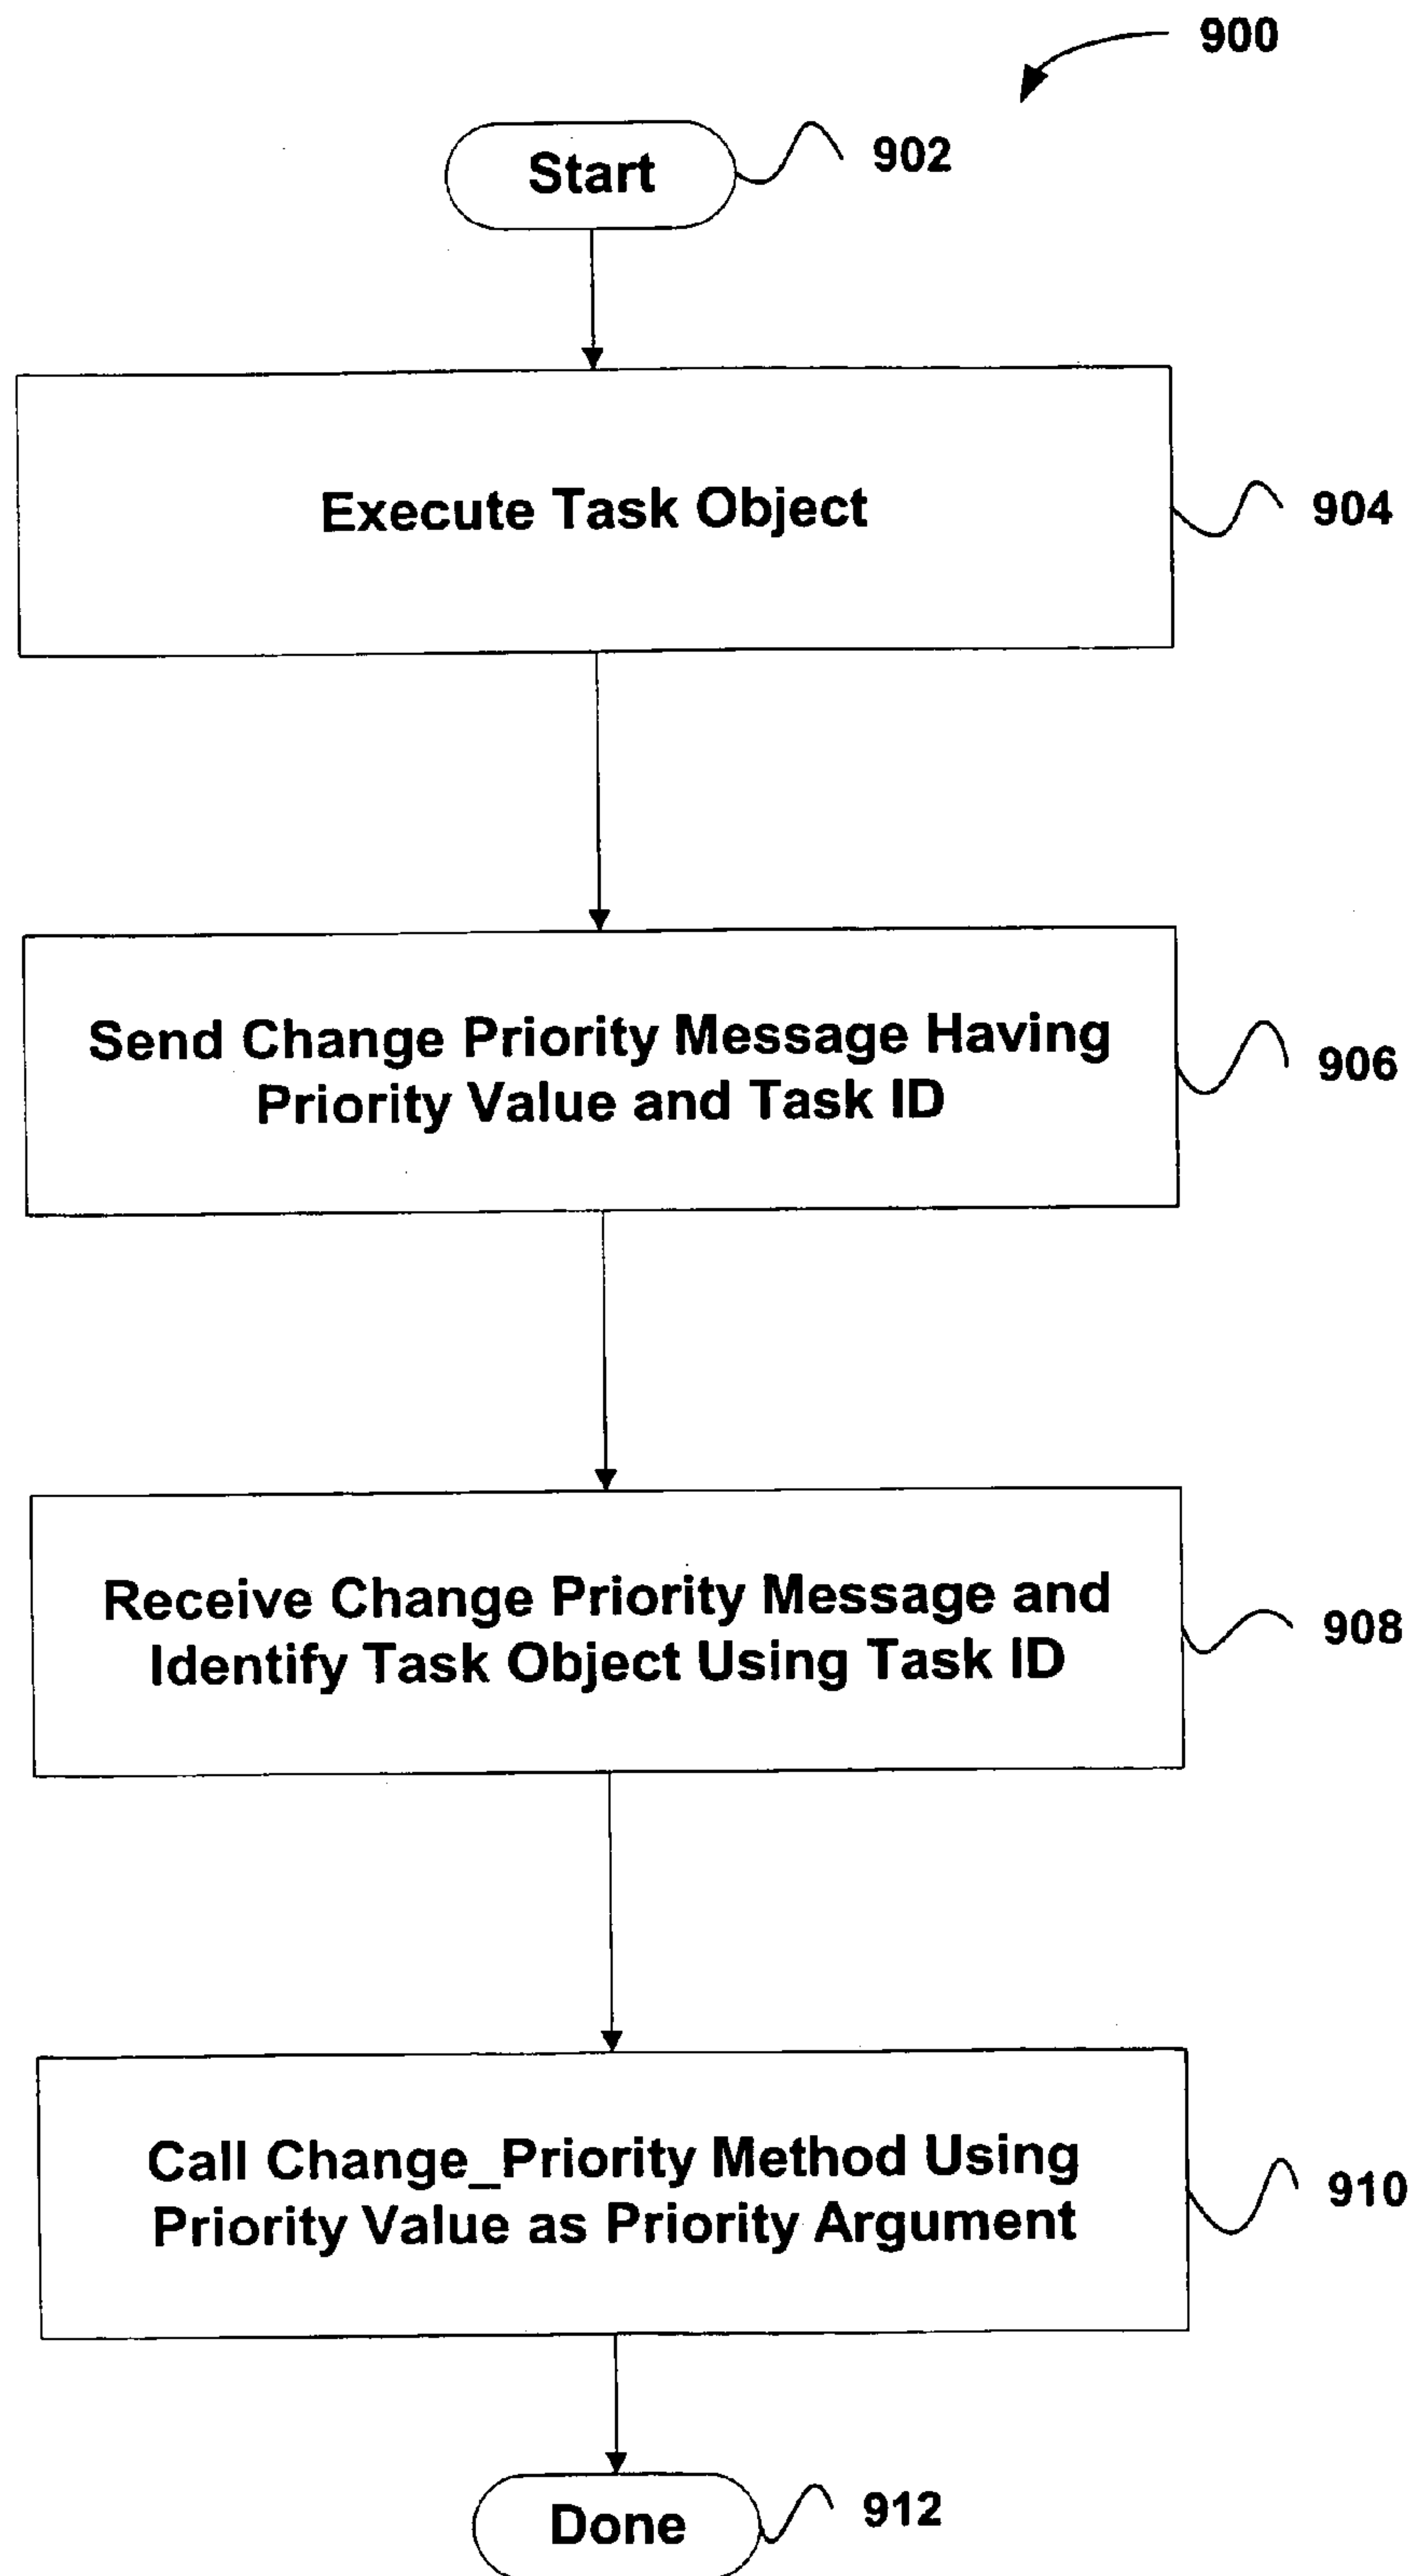 900
Start
902
Execute Task Object
904
Send Change Priority Message Having
Priority Value and Task ID
906
Receive Change Priority Message and
Identify Task Object Using Task ID
908
Call Change_Priority Method Using
Priority Value as Priority Argument
910
Done
912